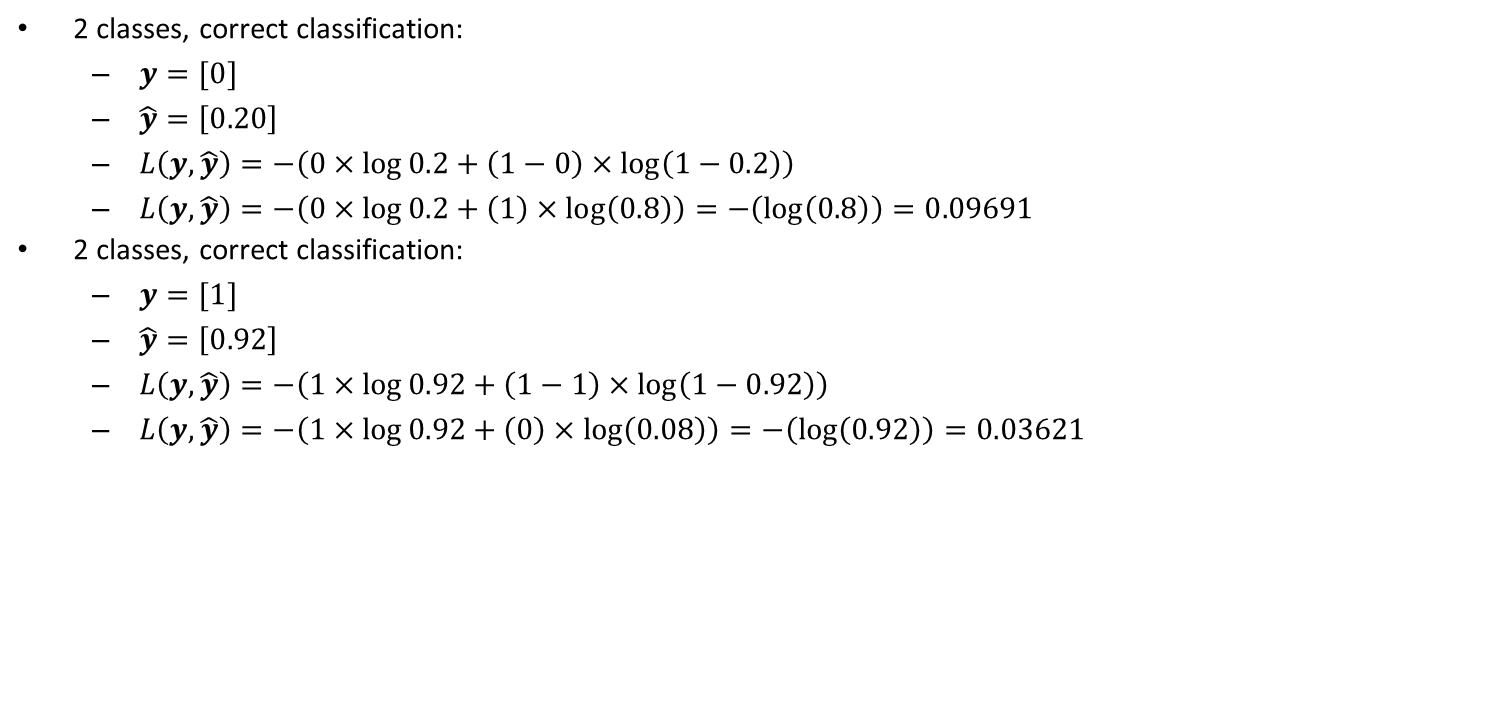 • 2 classes, correct classification:
– y = [0]
– ŷ = [0.20]
– L(y, ŷ) = −(0 × log 0.2 + (1 − 0) × log(1 − 0.2))
– L(y, ŷ) = −(0 × log 0.2 + (1) × log(0.8)) = −(log(0.8)) = 0.09691
• 2 classes, correct classification:
– y = [1]
– ŷ = [0.92]
– L(y, ŷ) = −(1 × log 0.92 + (1 − 1) × log(1 − 0.92))
– L(y, ŷ) = −(1 × log 0.92 + (0) × log(0.08)) = −(log(0.92)) = 0.03621